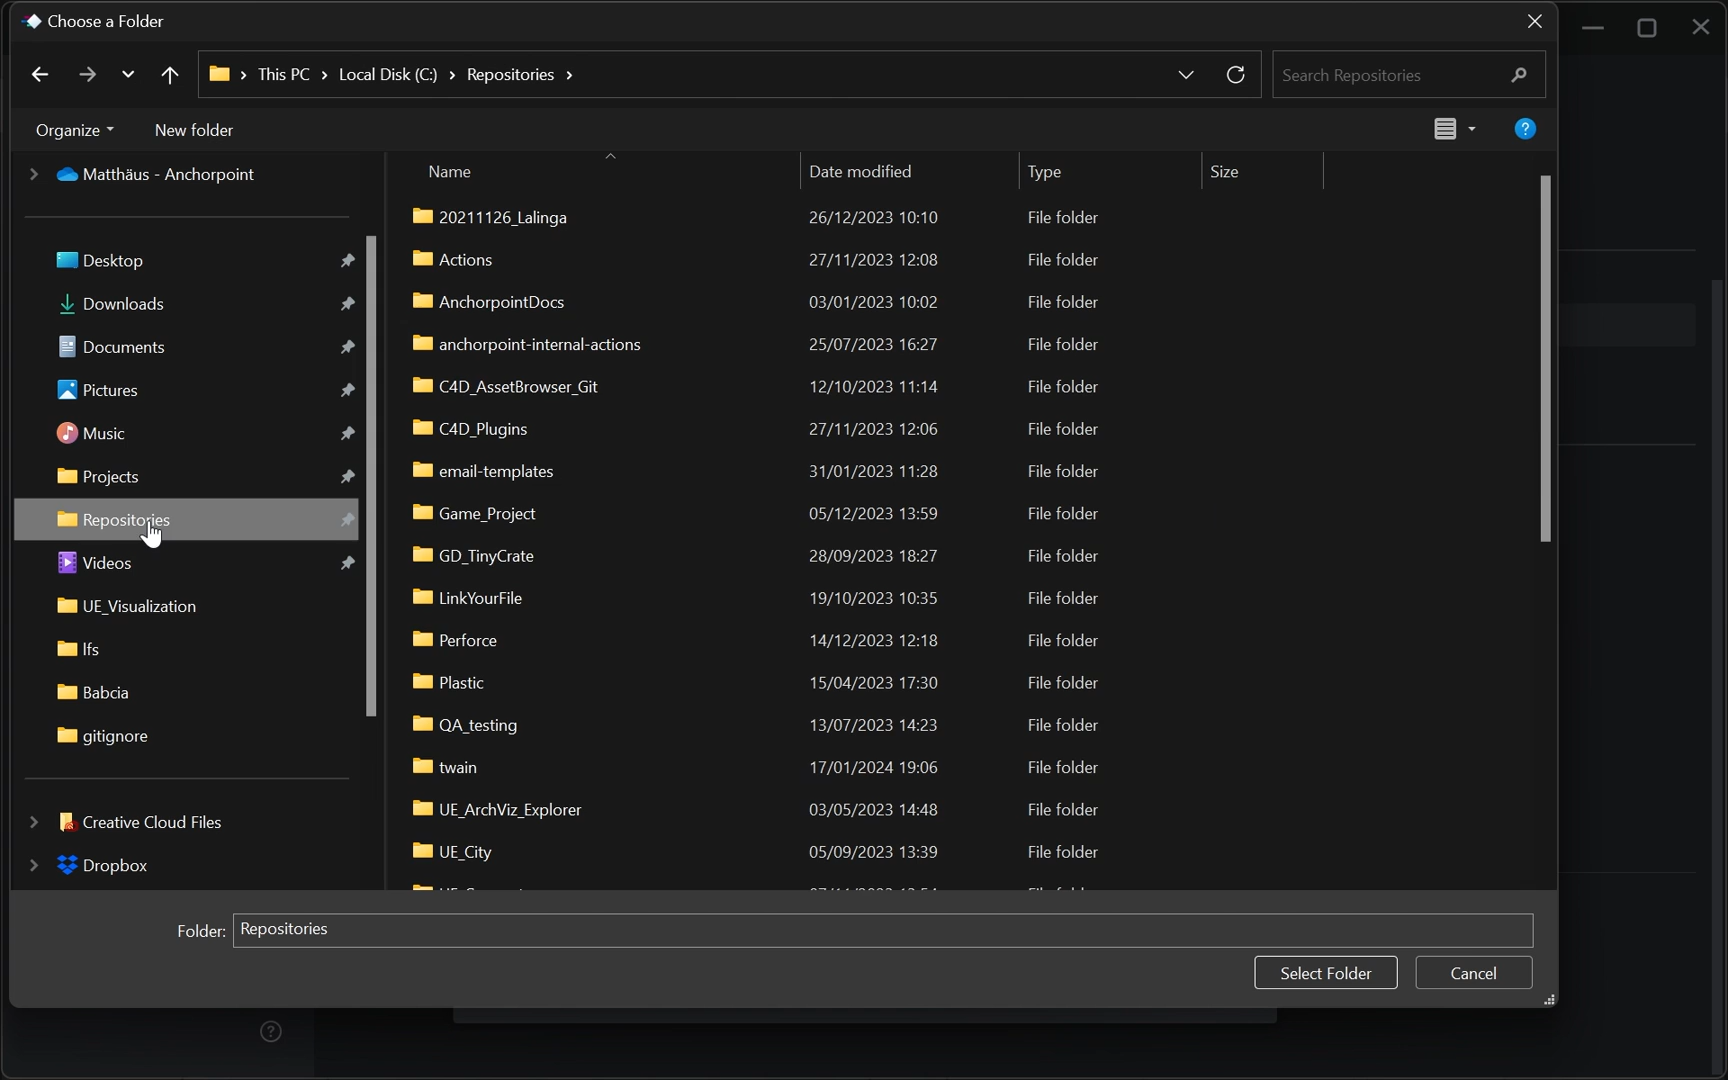 Choose a Folder
This PC > Local Disk (C:) > Repositories >
Search Repositories
Organize
New folder
Matthäus - Anchorpoint
Desktop
Downloads
Documents
Pictures
Music
Projects
Repositories
Videos
UE_Visualization
lfs
Babcia
gitignore
Creative Cloud Files
Dropbox
Name Date modified Type Size
20211126_Lalinga 26/12/2023 10:10 File folder
Actions 27/11/2023 12:08 File folder
AnchorpointDocs 03/01/2023 10:02 File folder
anchorpoint-internal-actions 25/07/2023 16:27 File folder
C4D_AssetBrowser_Git 12/10/2023 11:14 File folder
C4D_Plugins 27/11/2023 12:06 File folder
email-templates 31/01/2023 11:28 File folder
Game_Project 05/12/2023 13:59 File folder
GD_TinyCrate 28/09/2023 18:27 File folder
LinkYourFile 19/10/2023 10:35 File folder
Perforce 14/12/2023 12:18 File folder
Plastic 15/04/2023 17:30 File folder
QA_testing 13/07/2023 14:23 File folder
twain 17/01/2024 19:06 File folder
UE_ArchViz_Explorer 03/05/2023 14:48 File folder
UE_City 05/09/2023 13:39 File folder
Folder: Repositories
Select Folder
Cancel